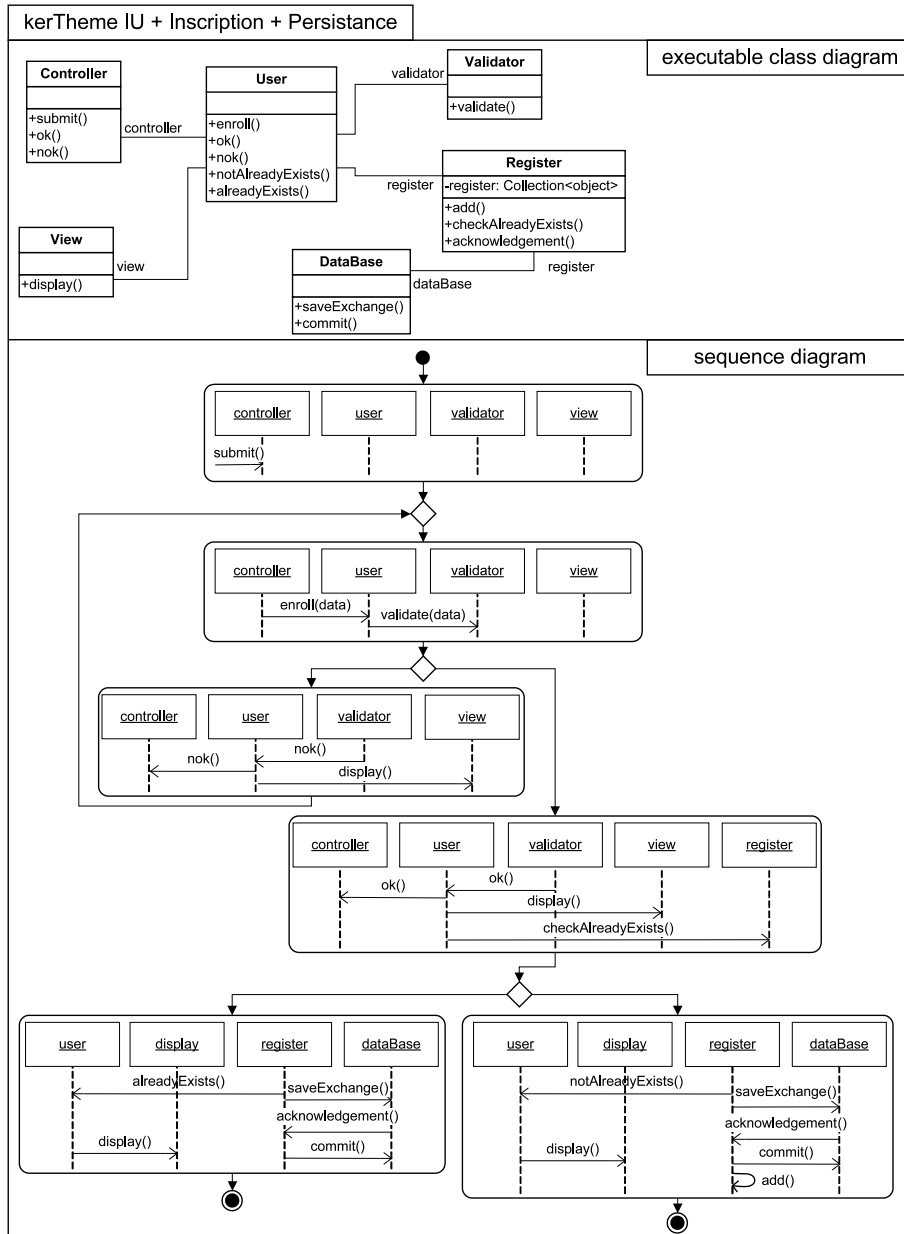 kerTheme IU + Inscription + Persistance
executable class diagram
Controller
+submit()
+ok()
+nok()
controller
User
+enroll()
+ok()
+nok()
+notAlreadyExists()
+alreadyExists()
validator
Validator
+validate()
register
Register
-register: Collection<object>
+add()
+checkAlreadyExists()
+acknowledgement()
View
+display()
view
DataBase
+saveExchange()
+commit()
dataBase
register
sequence diagram
controller user validator view
submit()
controller user validator view
enroll(data)
validate(data)
controller user validator view
nok() nok()
display()
controller user validator view register
ok() ok()
display()
checkAlreadyExists()
user display register dataBase
alreadyExists()
saveExchange()
acknowledgement()
display() commit()
user display register dataBase
notAlreadyExists()
saveExchange()
acknowledgement()
display() commit()
add()